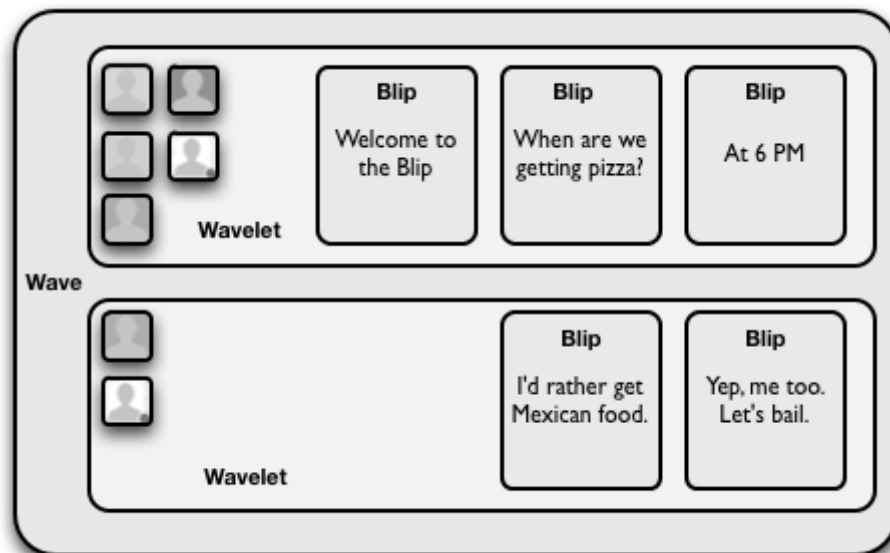 Blip
Welcome to
the Blip
Blip
When are we
getting pizza?
Blip
At 6 PM
Wavelet
Wave
Blip
I'd rather get
Mexican food.
Blip
Yep, me too.
Let's bail.
Wavelet